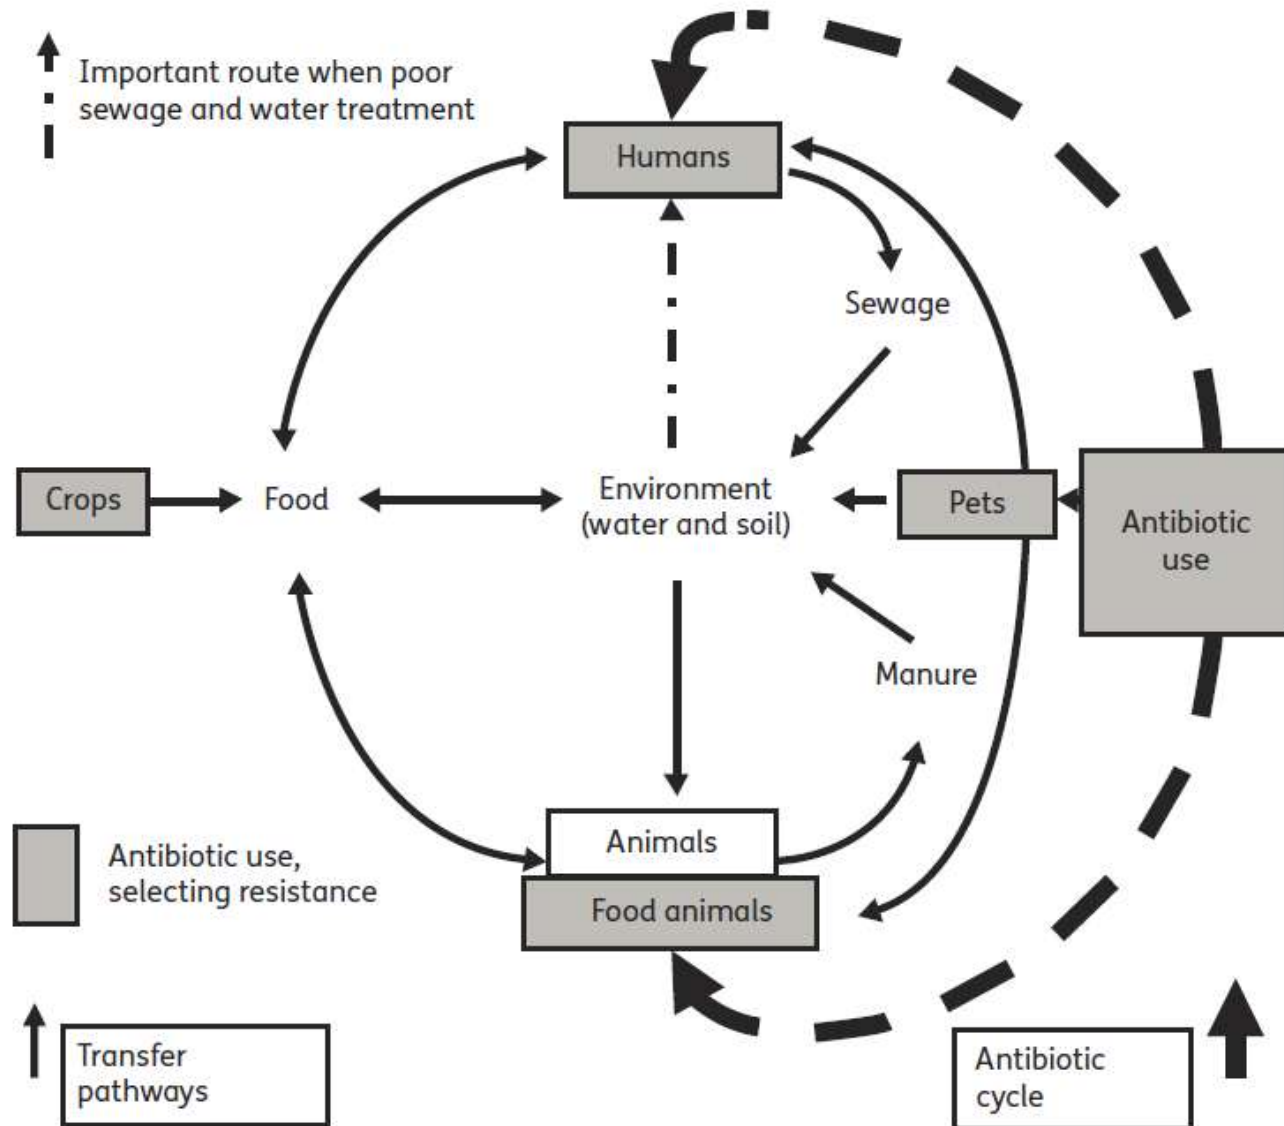 Important route when poor
sewage and water treatment
Humans
Sewage
Crops
Food
Environment
(water and soil)
Pets
Antibiotic
use
Manure
Animals
Food animals
Antibiotic use,
selecting resistance
Transfer
pathways
Antibiotic
cycle